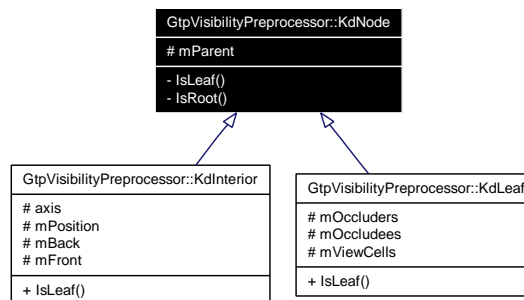 GtpVisibilityPreprocessor::KdNode
# mParent
- IsLeaf()
- IsRoot()
GtpVisibilityPreprocessor::KdInterior
# axis
# mPosition
# mBack
# mFront
+ IsLeaf()
GtpVisibilityPreprocessor::KdLeaf
# mOccluders
# mOccludees
# mViewCells
+ IsLeaf()